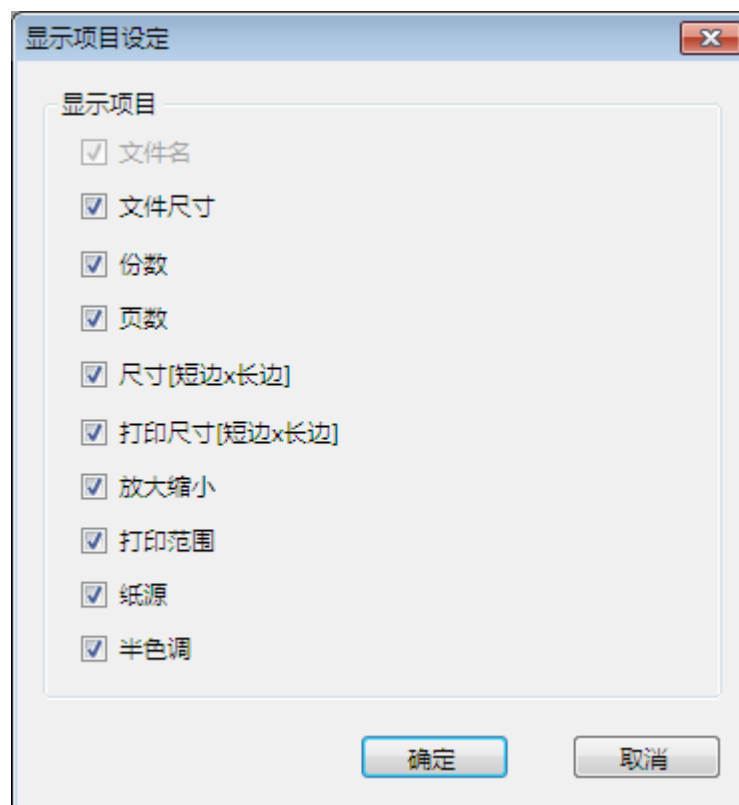 显示项目设定
显示项目
文件名
文件尺寸
份数
页数
尺寸[短边x长边]
打印尺寸[短边x长边]
放大缩小
打印范围
纸源
半色调
确定
取消